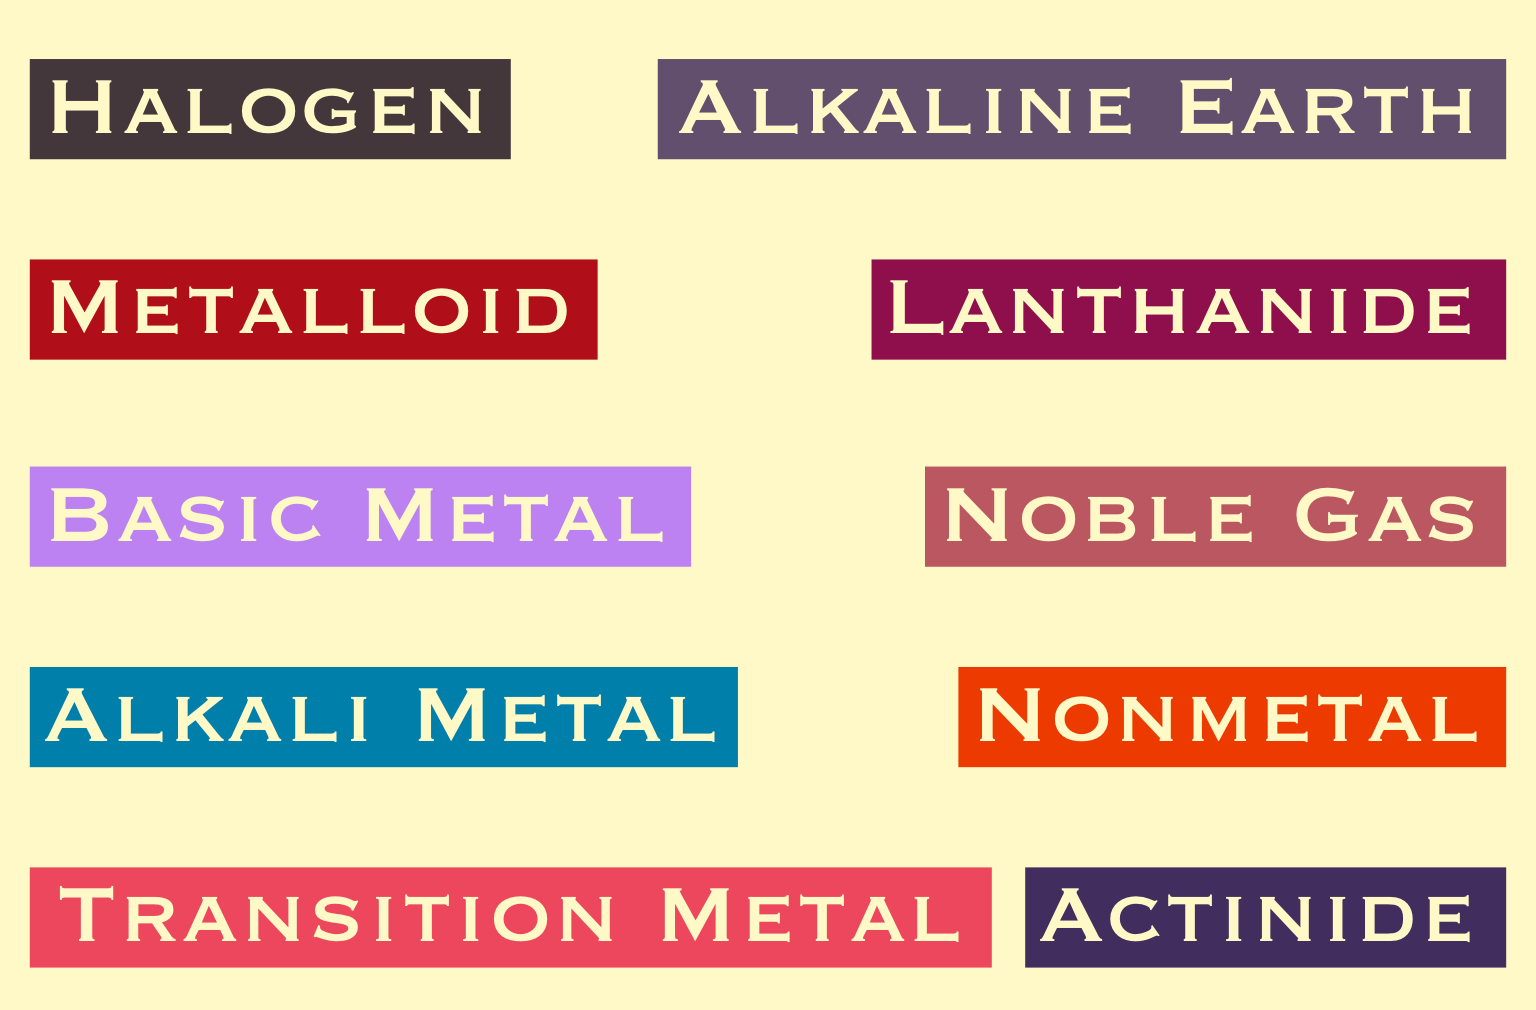 Halogen
Alkaline Earth
Metalloid
Lanthanide
Basic Metal
Noble Gas
Alkali Metal
Nonmetal
Transition Metal
Actinide